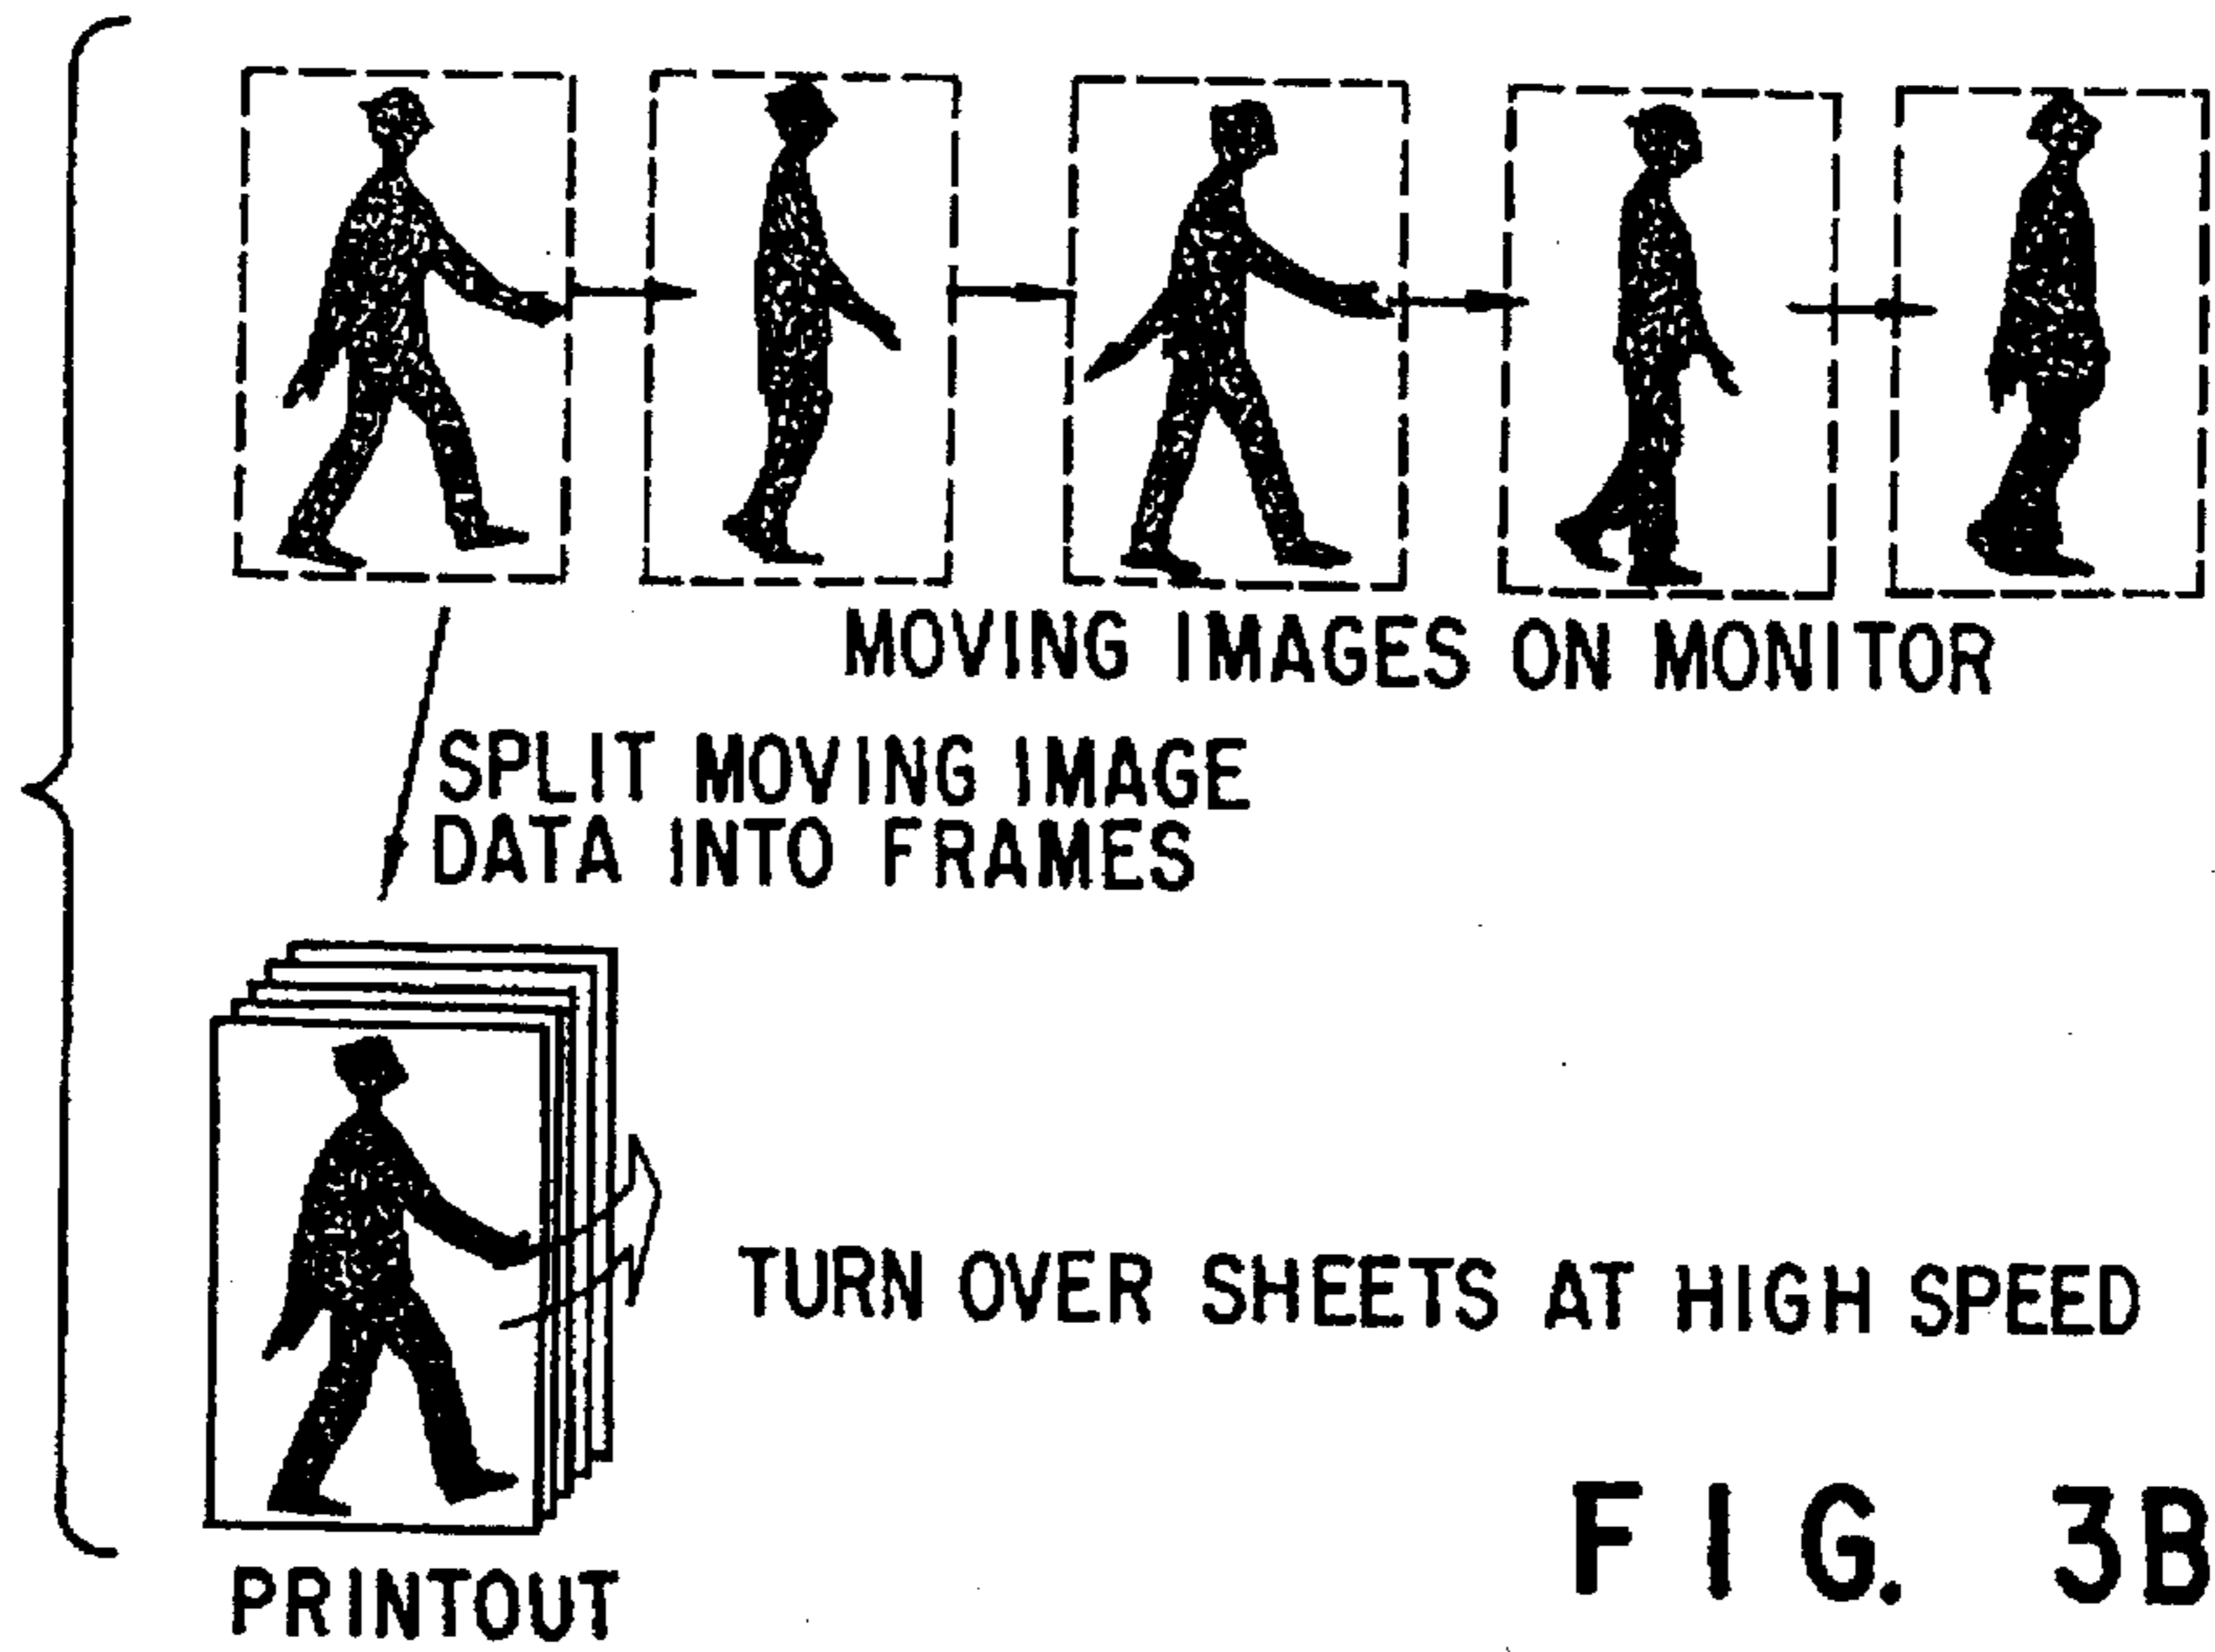 MOVING IMAGES ON MONITOR
SPLIT MOVING IMAGE
DATA INTO FRAMES
TURN OVER SHEETS AT HIGH SPEED
PRINTOUT
FIG. 3B